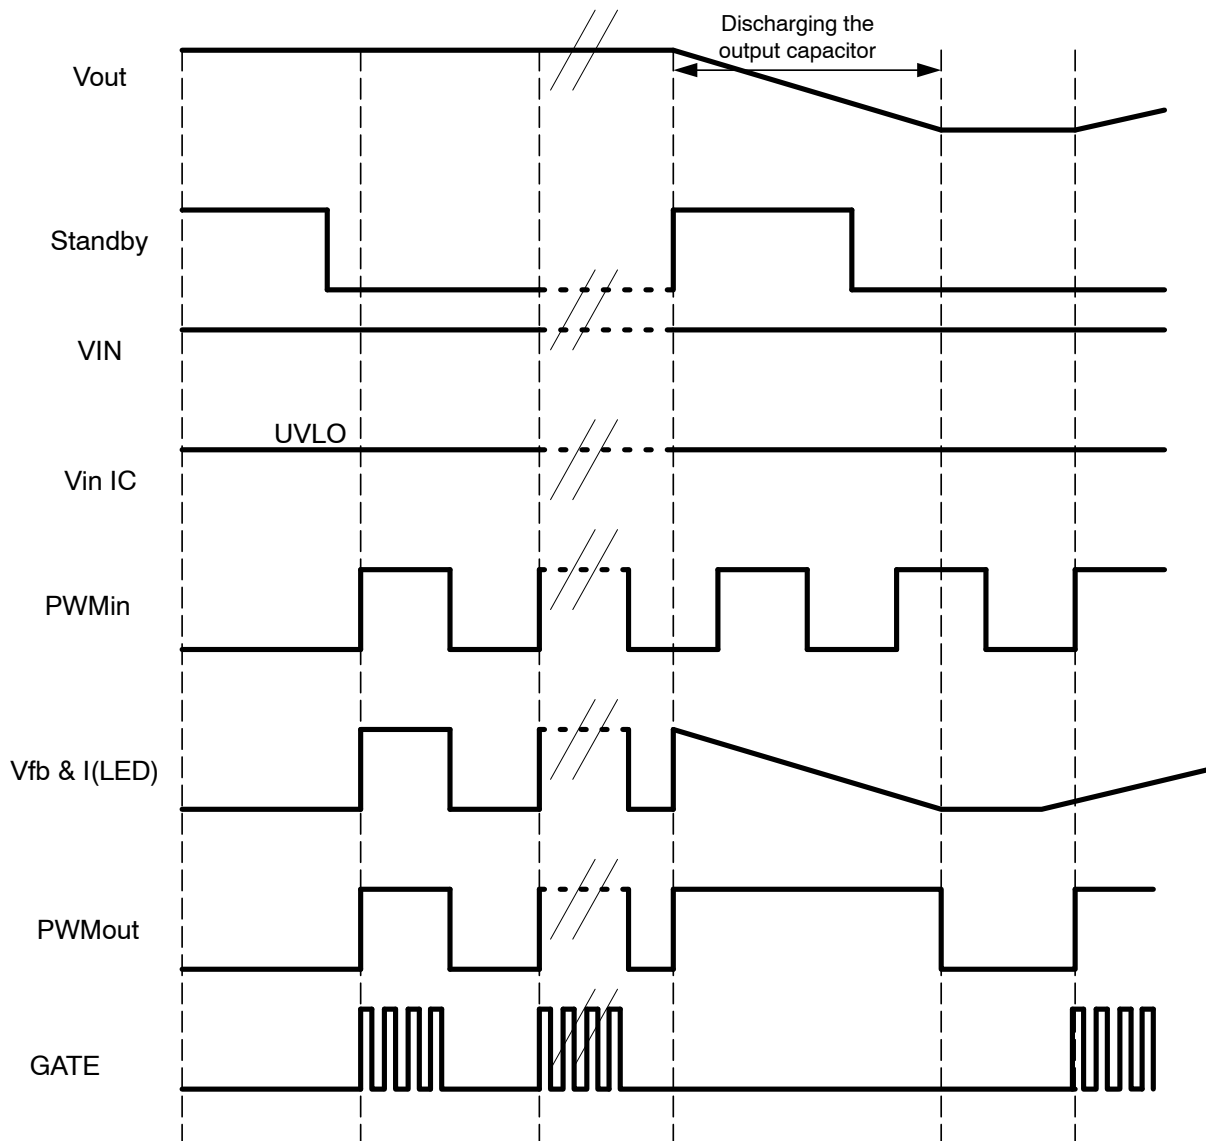 Discharging the
output capacitor
Vout
Standby
VIN
UVLO
Vin IC
PWMin
Vfb & I(LED)
PWMout
GATE